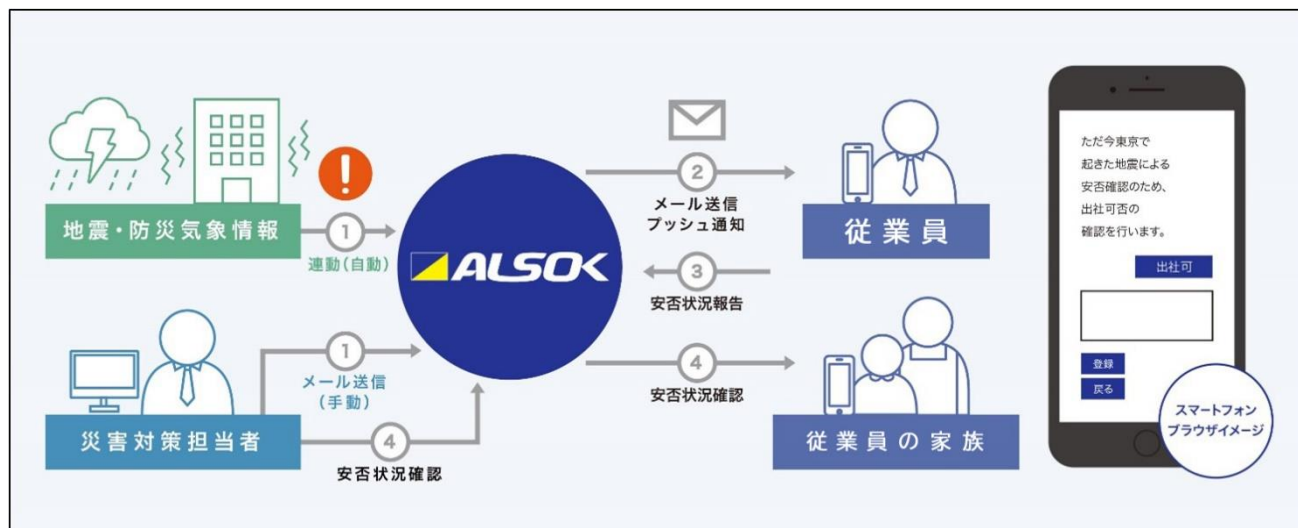 地震・防災気象情報
1
連動(自動)
災害対策担当者
1
メール送信
(手動)
4
安否状況確認
ALSOK
2
メール送信
プッシュ通知
3
安否状況報告
4
安否状況確認
従業員
従業員の家族
ただ今東京で
起きた地震による
安否確認のため、
出社可否の
確認を行います。
出社可
登録
戻る
スマートフォン
ブラウザイメージ